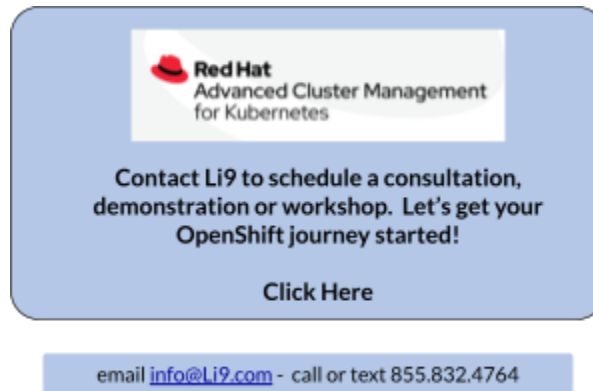 Red Hat
Advanced Cluster Management
for Kubernetes
Contact Li9 to schedule a consultation,
demonstration or workshop.  Let's get your
OpenShift journey started!
Click Here
email info@Li9.com -  call or text 855.832.4764